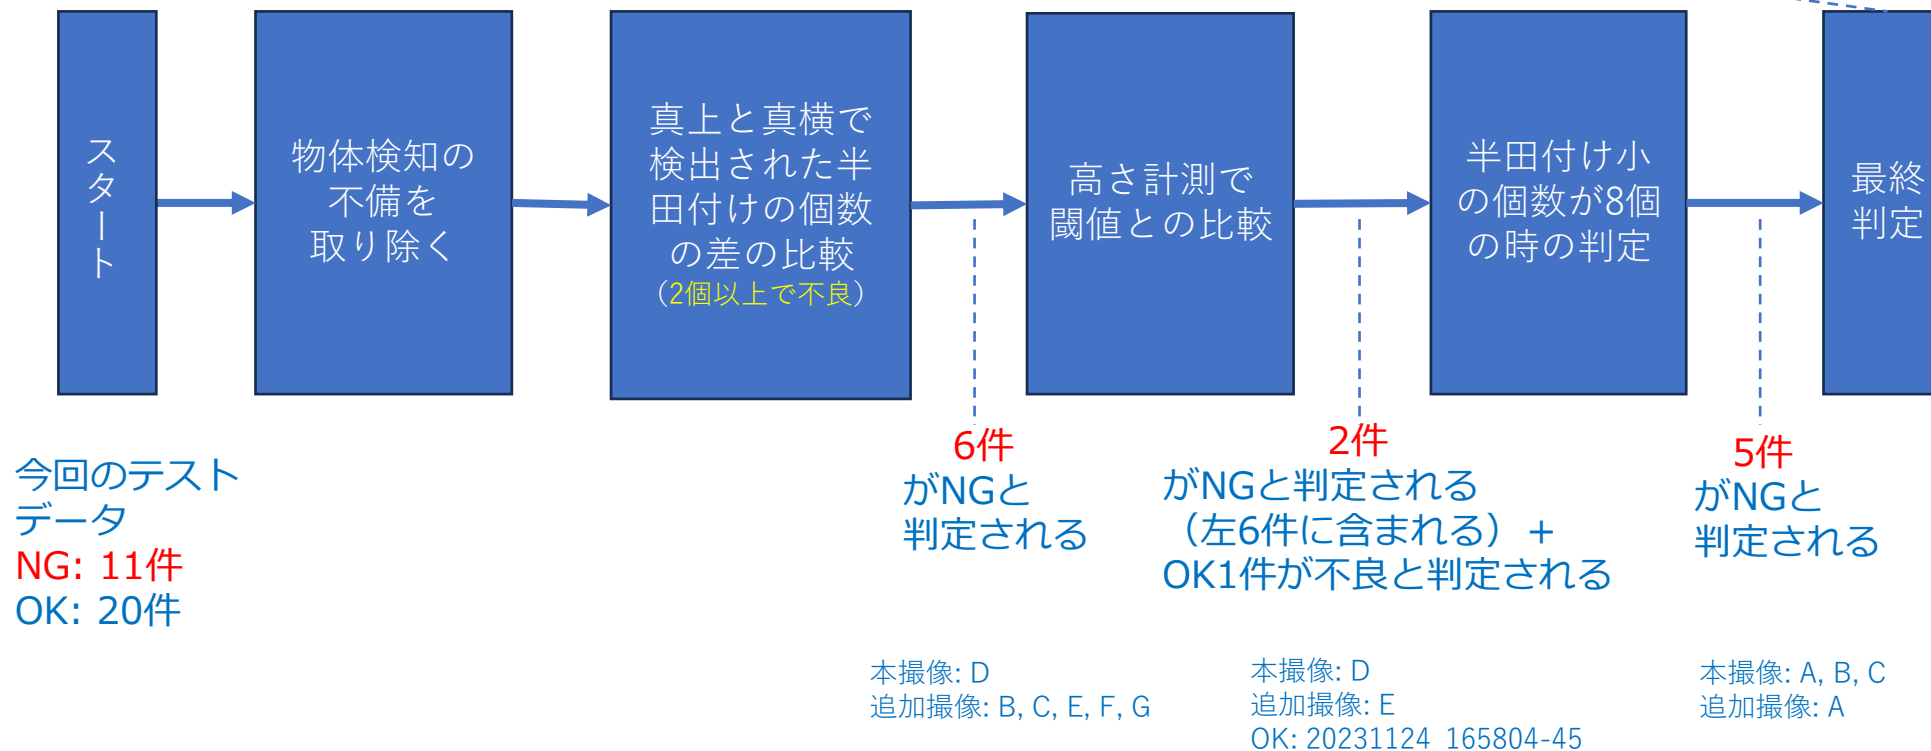 スタート
物体検知の
不備を
取り除く
真上と真横で
検出された半
田付けの個数
の差の比較
（2個以上で不良）
高さ計測で
閾値との比較
半田付け小
の個数が8個
の時の判定
最終
判定
今回のテスト
データ
NG: 11件
OK: 20件
6件
がNGと
判定される
2件
がNGと判定される
（左6件に含まれる）+
OK1件が不良と判定される
5件
がNGと
判定される
本撮像: D
追加撮像: B, C, E, F, G
本撮像: D
追加撮像: E
OK: 20231124_165804-45
本撮像: A, B, C
追加撮像: A